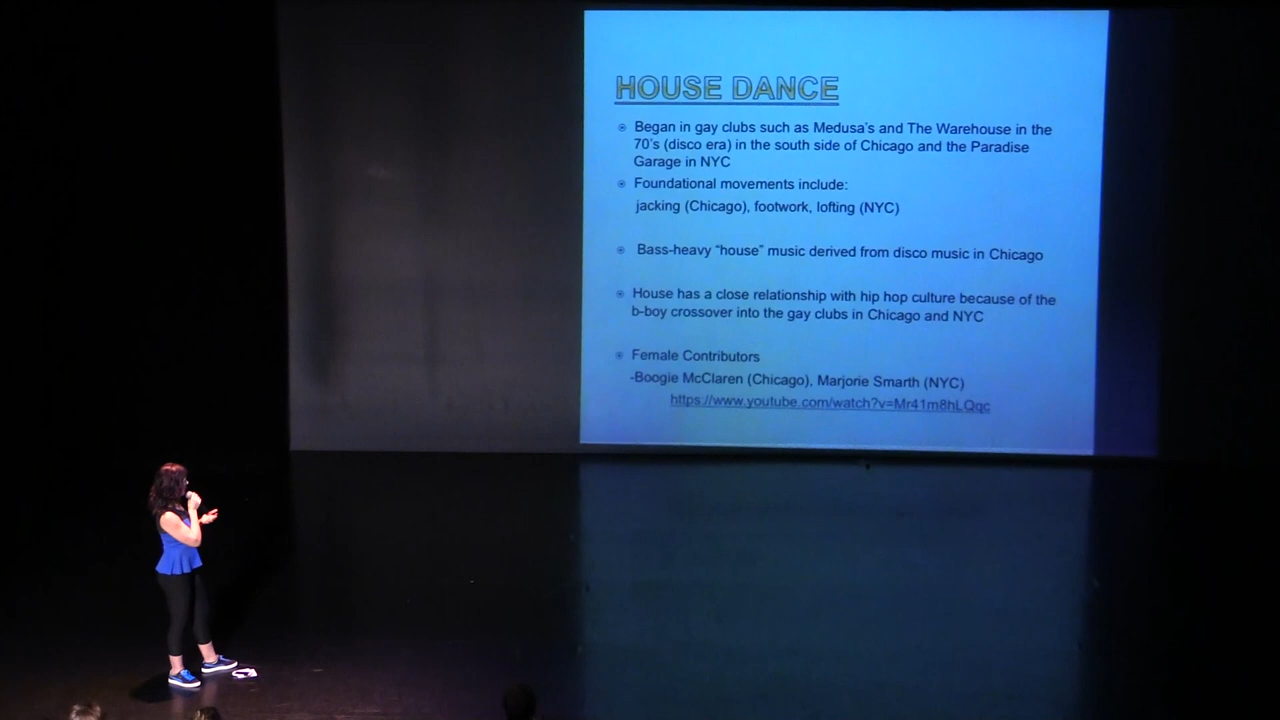 HOUSE DANCE
Began in gay clubs such as Medusa's and The Warehouse in the
70's (disco era) in the south side of Chicago and the Paradise
Garage in NYC
Foundational movements include:
jacking (Chicago), footwork, lofting (NYC)
Bass-heavy "house" music derived from disco music in Chicago
House has a close relationship with hip hop culture because of the
b-boy crossover into the gay clubs in Chicago and NYC
Female Contributors
-Boogie McClaren (Chicago), Marjorie Smarth (NYC)
https://www.youtube.com/watch?v=Mr41m8hLQqc